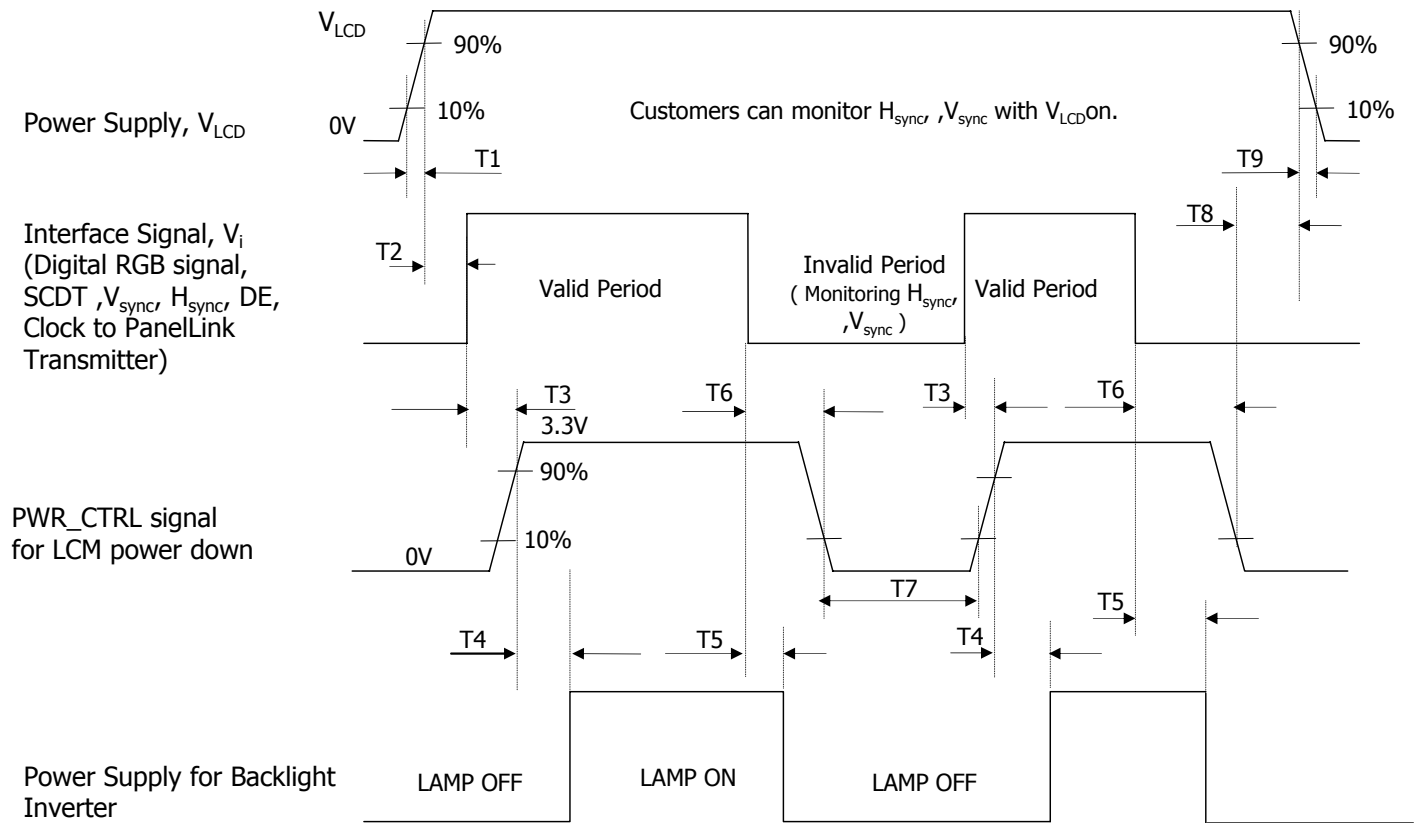 V_LCD
90%
90%
10%
Customers can monitor H_sync, ,V_sync with V_LCDon.
10%
Power Supply, V_LCD
0V
T1
T9
T8
Interface Signal, V_i
(Digital RGB signal,
SCDT ,V_sync, H_sync, DE,
Clock to PanelLink
Transmitter)
T2
Valid Period
Invalid Period
( Monitoring H_sync,
,V_sync )
Valid Period
T3
T6
T3
T6
3.3V
90%
PWR_CTRL signal
for LCM power down
10%
0V
T7
T5
T4
T5
T4
Power Supply for Backlight
Inverter
LAMP OFF
LAMP ON
LAMP OFF